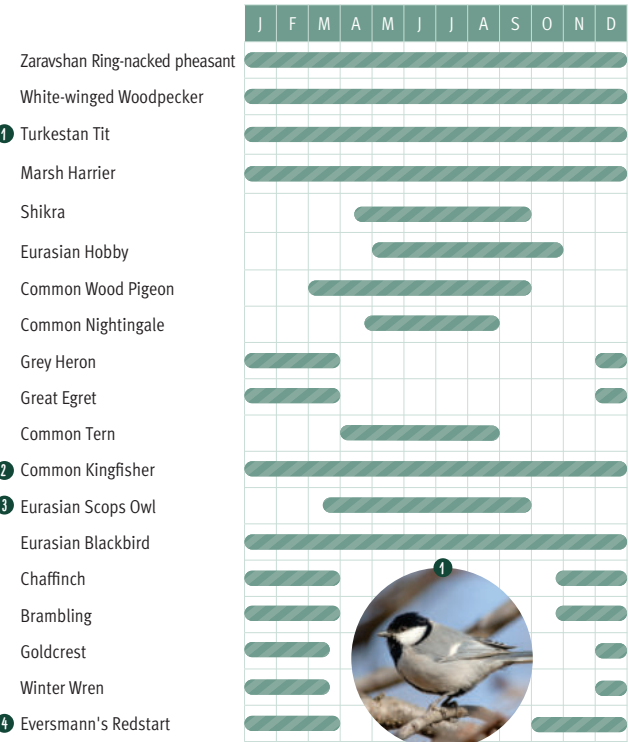 J F M A M J J A S O N D
Zaravshan Ring-nacked pheasant
White-winged Woodpecker
1 Turkestan Tit
Marsh Harrier
Shikra
Eurasian Hobby
Common Wood Pigeon
Common Nightingale
Grey Heron
Great Egret
Common Tern
2 Common Kingfisher
3 Eurasian Scops Owl
Eurasian Blackbird
Chaffinch
1
Brambling
Goldcrest
Winter Wren
4 Eversmann's Redstart